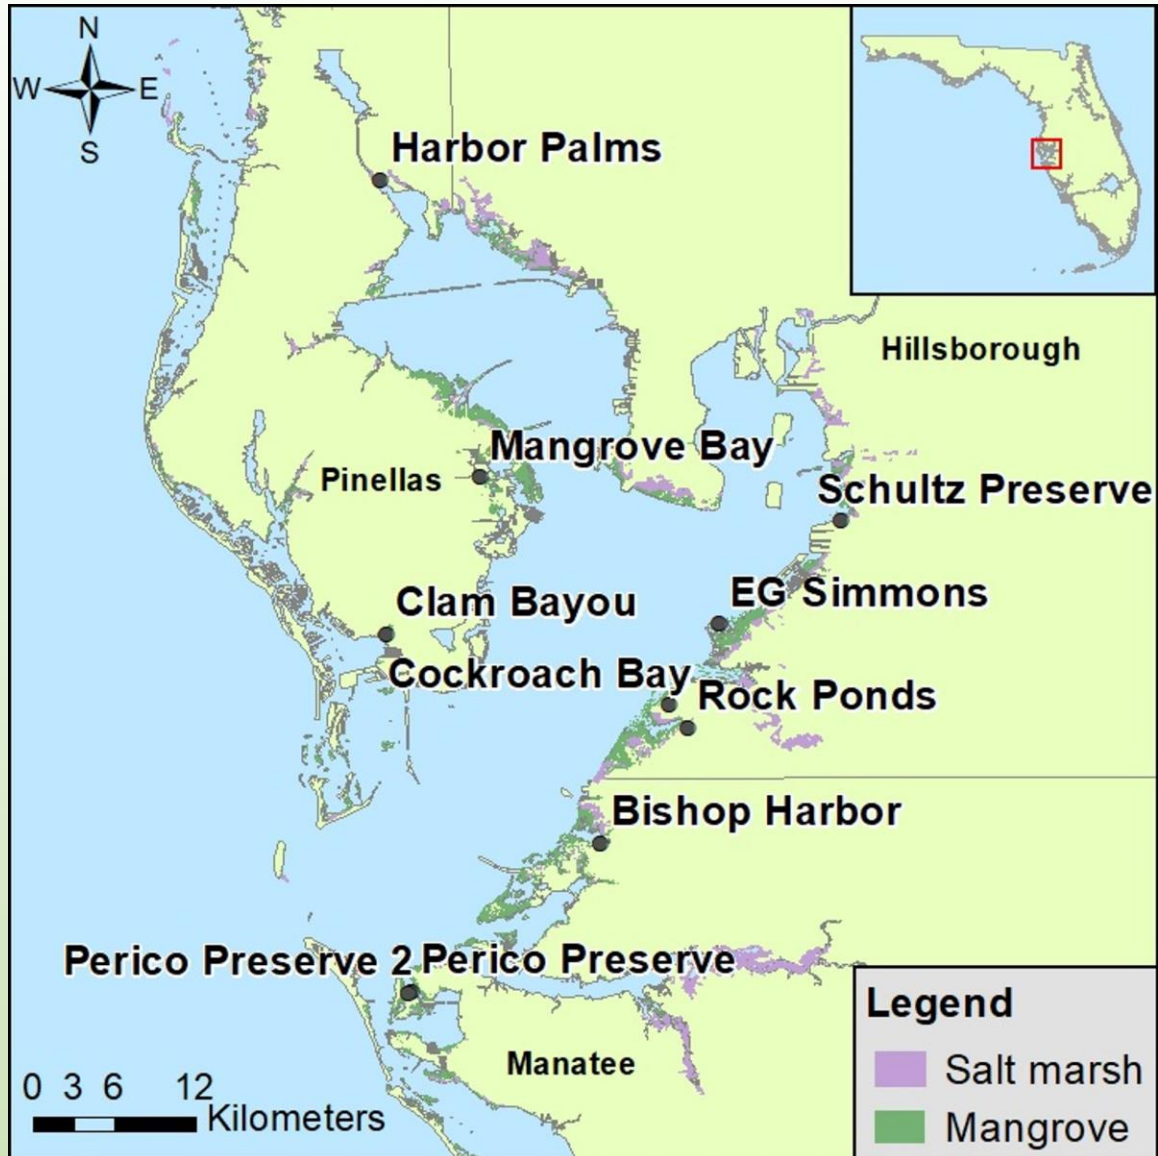 N
W E
S
Harbor Palms
Hillsborough
Mangrove Bay
Pinellas
Schultz Preserve
EG Simmons
Clam Bayou
Cockroach Bay
Rock Ponds
Bishop Harbor
Perico Preserve 2 Perico Preserve
Manatee
0 3 6 12
Kilometers
Legend
Salt marsh
Mangrove